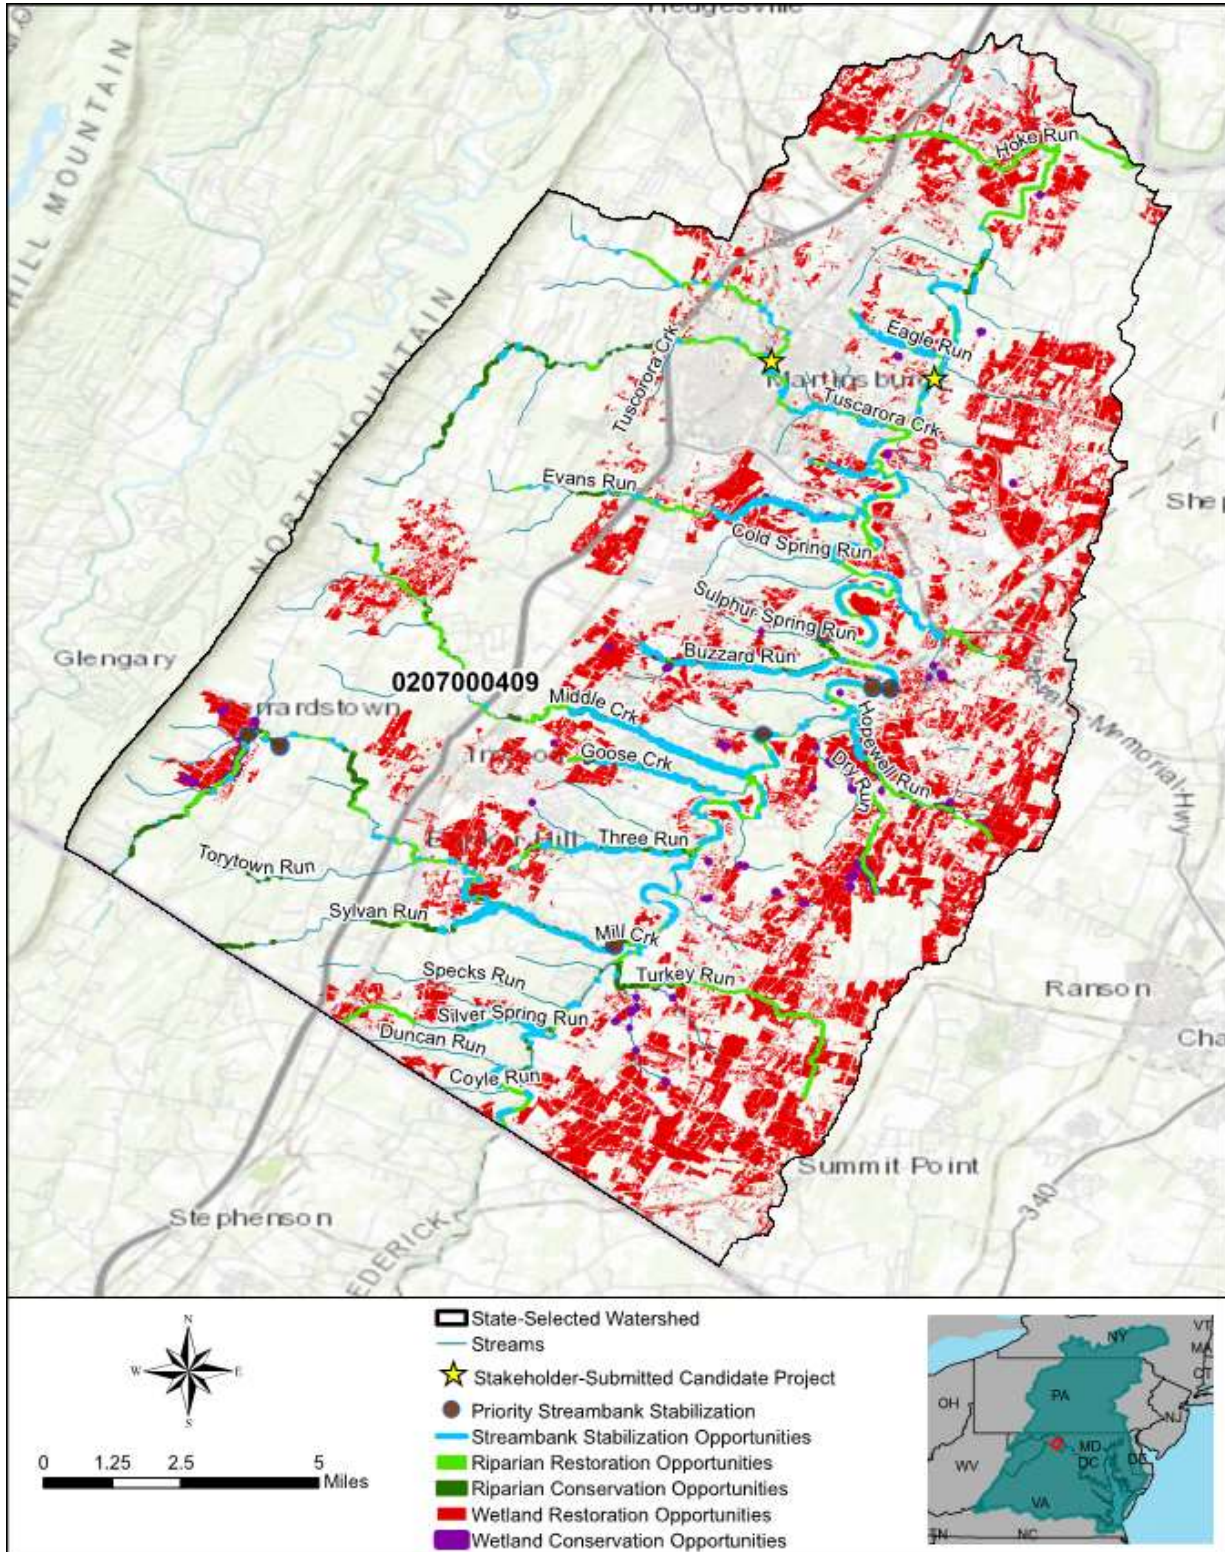 Hedgesville
HILL MOUNTAIN
NORTH MOUNTAIN
Hoke Run
Eagle Run
Martinsburg
Tuscorora Crk
Tuscarora Crk
Evans Run
Cold Spring Run
Sulphur Spring Run
Buzzard Run
Glengary
0207000409
Middle Crk
Goose Crk
Hopewell Run
Dry Run
Memorial Hwy
Three Run
Torytown Run
Sylvan Run
Mill Crk
Specks Run
Turkey Run
Silver Spring Run
Duncan Run
Coyle Run
Ranson
Cha
Shep
Summit Point
Stephenson
EDERICK
340
N
W E
S
0 1.25 2.5 5
Miles
State-Selected Watershed
Streams
Stakeholder-Submitted Candidate Project
Priority Streambank Stabilization
Streambank Stabilization Opportunities
Riparian Restoration Opportunities
Riparian Conservation Opportunities
Wetland Restoration Opportunities
Wetland Conservation Opportunities
NY
VT
MA
CT
PA
OH
NJ
MD
DC
DE
WV
VA
TN
NC